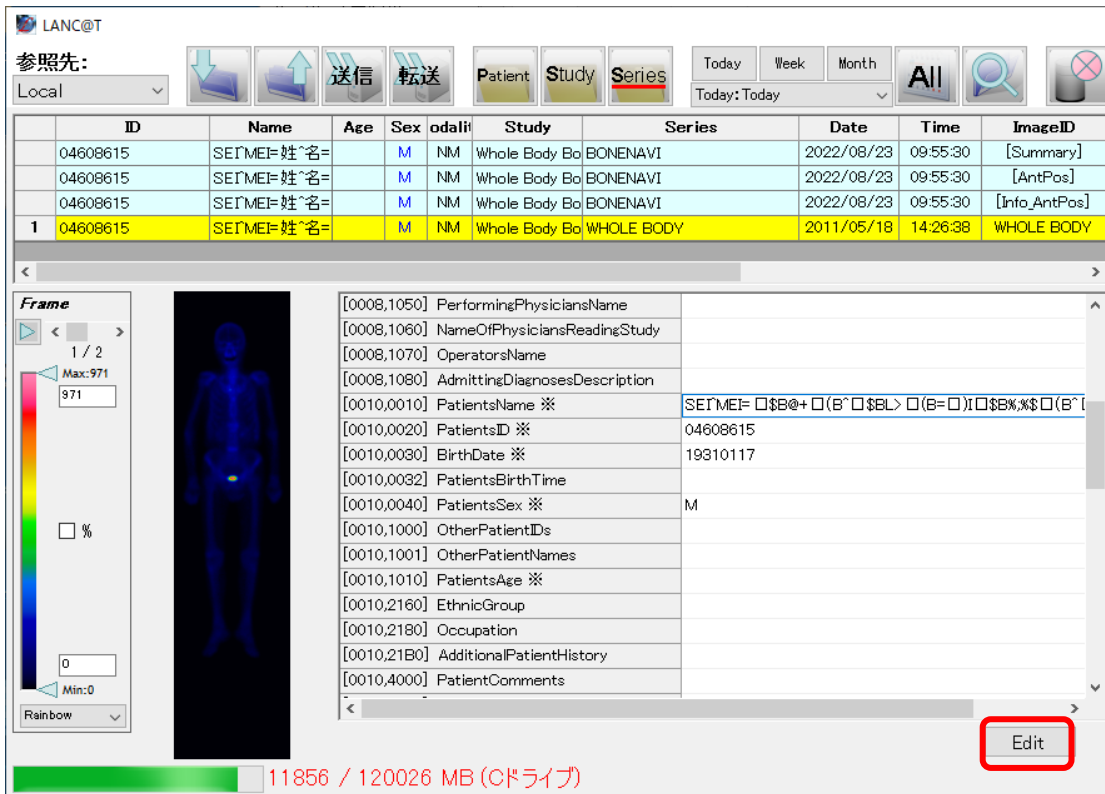 LANC@T
参照先:
Local
送信 転送 Patient Study Series
Today Week Month
Today:Today
All
ID Name Age Sex odalit Study Series Date Time ImageID
04608615 SEI^MEI=姓^名= M NM Whole Body Bo BONENAVI 2022/08/23 09:55:30 [Summary]
04608615 SEI^MEI=姓^名= M NM Whole Body Bo BONENAVI 2022/08/23 09:55:30 [AntPos]
04608615 SEI^MEI=姓^名= M NM Whole Body Bo BONENAVI 2022/08/23 09:55:30 [Info_AntPos]
1 04608615 SEI^MEI=姓^名= M NM Whole Body Bo WHOLE BODY 2011/05/18 14:26:38 WHOLE BODY
Frame
1 / 2
Max:971
971
%
0
Min:0
Rainbow
[0008,1050] PerformingPhysiciansName
[0008,1060] NameOfPhysiciansReadingStudy
[0008,1070] OperatorsName
[0008,1080] AdmittingDiagnosesDescription
[0010,0010] PatientsName ※ SEI^MEI= □$B@+□(B^□$BL>□(B=□)I□$B%;%$□(B^
[0010,0020] PatientsID ※ 04608615
[0010,0030] BirthDate ※ 19310117
[0010,0032] PatientsBirthTime
[0010,0040] PatientsSex ※ M
[0010,1000] OtherPatientIDs
[0010,1001] OtherPatientNames
[0010,1010] PatientsAge ※
[0010,2160] EthnicGroup
[0010,2180] Occupation
[0010,21B0] AdditionalPatientHistory
[0010,4000] PatientComments
Edit
11856 / 120026 MB (Cドライブ)